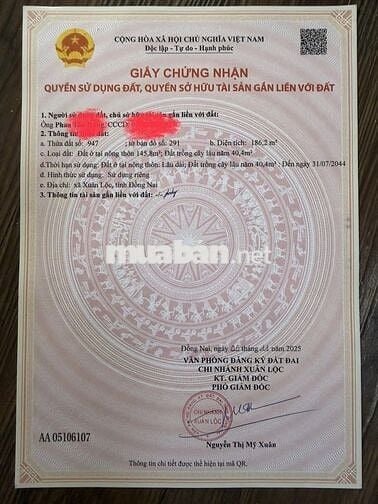 CỘNG HÒA XÃ HỘI CHỦ NGHĨA VIỆT NAM
Độc lập - Tự do - Hạnh phúc
GIẤY CHỨNG NHẬN
QUYỀN SỬ DỤNG ĐẤT, QUYỀN SỞ HỮU TÀI SẢN GẮN LIỀN VỚI ĐẤT
1. Người sử dụng đất, chủ sở hữu tài sản gắn liền với đất:
Ông Phan CCCD:
2. Thông tin đất:
a. Thửa đất số: 947 tờ bản đồ số: 291 b. Diện tích: 186,2 m²
c. Loại đất: Đất ở tại nông thôn 145,8m²; Đất trồng cây lâu năm 40,4m²
d.Thời hạn sử dụng: Đất ở tại nông thôn: Lâu dài; Đất trồng cây lâu năm 40,4m² : Đến ngày 31/07/2044
đ. Hình thức sử dụng: Sử dụng riêng
e. Địa chỉ: xã Xuân Lộc, tỉnh Đồng Nai
3. Thông tin tài sản gắn liền với đất: -/-
muaban.net
Đồng Nai, ngày tháng 2025
VĂN PHÒNG ĐĂNG KÝ ĐẤT ĐAI
CHI NHÁNH XUÂN LỘC
KT. GIÁM ĐỐC
PHÓ GIÁM ĐỐC
CHI NHÁNH
XUÂN LỘC
Nguyễn Thị Mỹ Xuân
AA 05106107
Thông tin chi tiết được thể hiện tại mã QR.